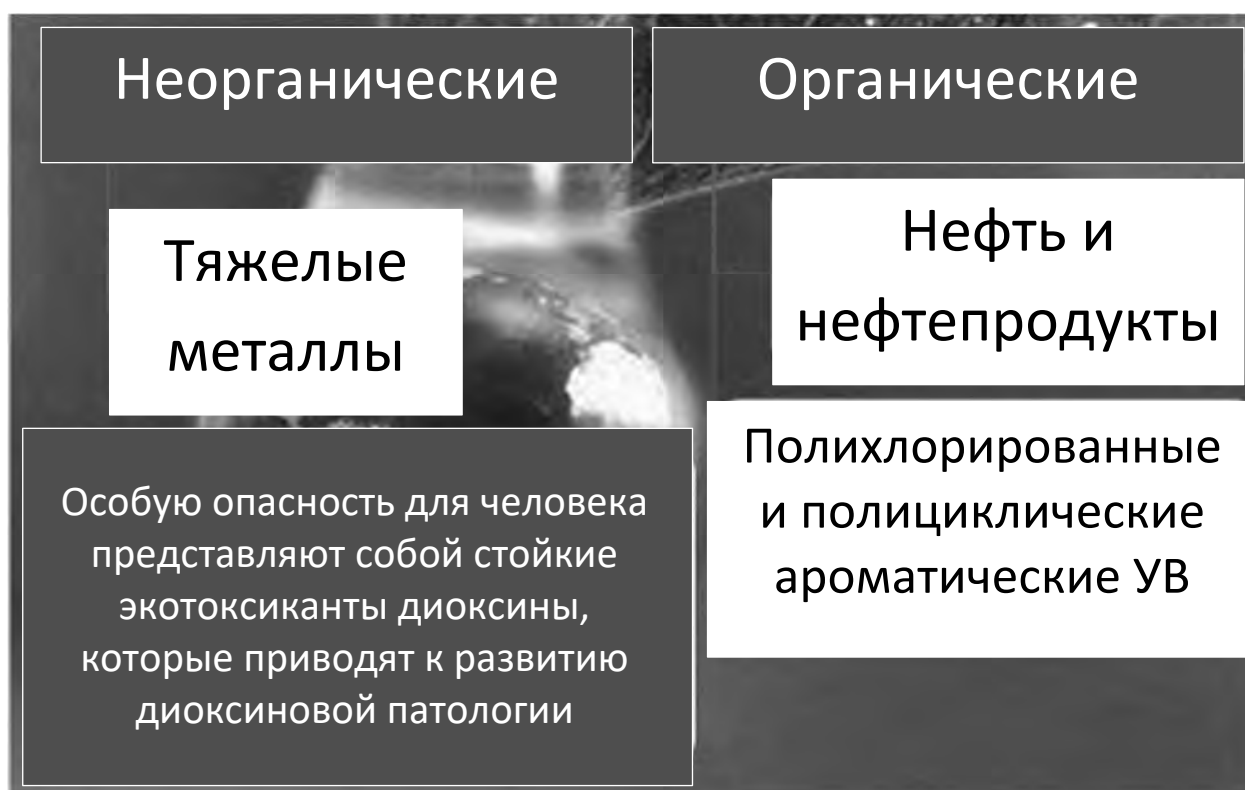 Неорганические
Органические
Тяжелые
металлы
Нефть и
нефтепродукты
Особую опасность для человека
представляют собой стойкие
экотоксиканты диоксины,
которые приводят к развитию
диоксиновой патологии
Полихлорированные
и полициклические
ароматические УВ